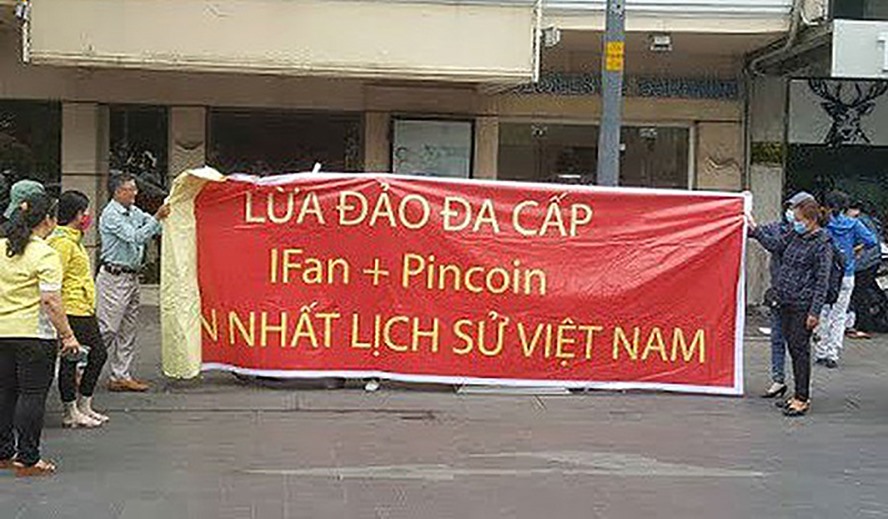 LỪA ĐẢO ĐA CẤP
IFan + Pincoin
N NHẤT LỊCH SỬ VIỆT NAM